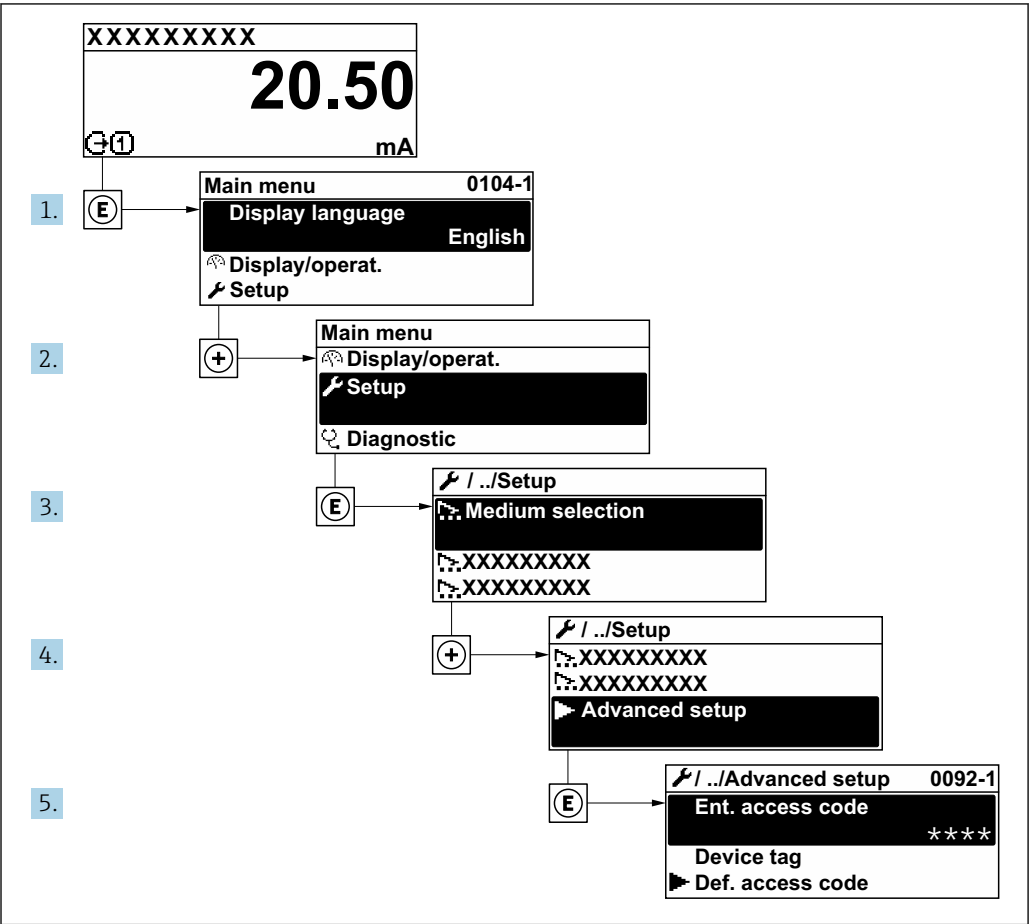 XXXXXXXXX
20.50
1 mA
1.
E
Main menu 0104-1
Display language
English
Display/operat.
Setup
2.
+
Main menu
Display/operat.
Setup
Diagnostic
3.
E
/ ../Setup
Medium selection
XXXXXXXXX
XXXXXXXXX
4.
+
/ ../Setup
XXXXXXXXX
XXXXXXXXX
Advanced setup
5.
E
/ ../Advanced setup 0092-1
Ent. access code
****
Device tag
Def. access code